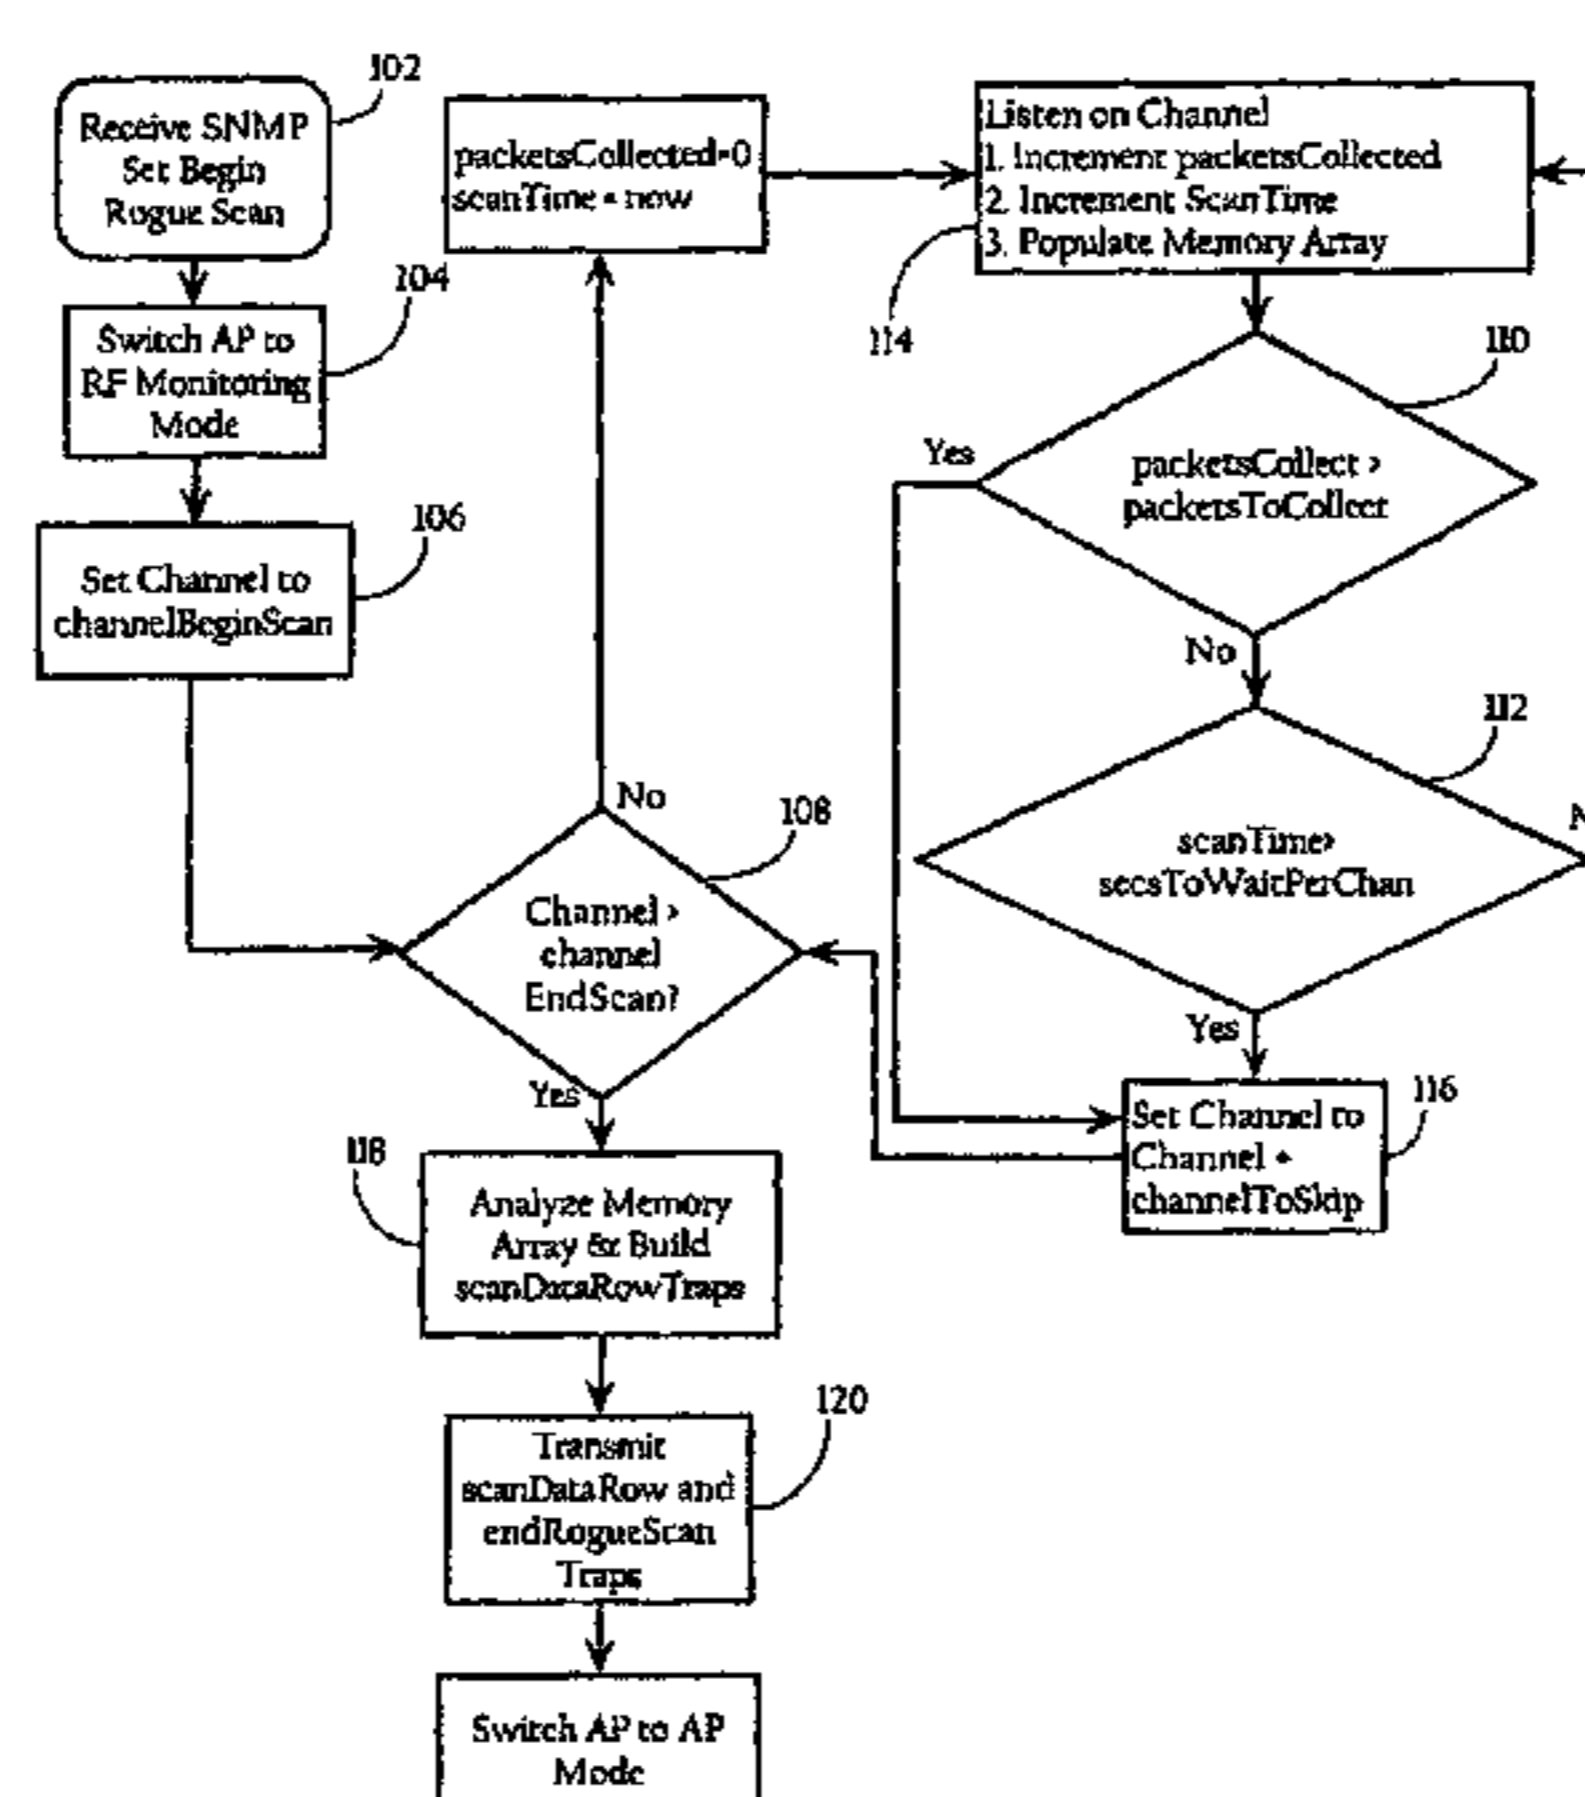 102
Receive SNMP
Set Begin
Rogue Scan
104
Switch AP to
RF Monitoring
Mode
106
Set Channel to
channelBeginScan
packetsCollected=0
scanTime = now
Listen on Channel
1. Increment packetsCollected
2. Increment ScanTime
3. Populate Memory Array
114
110
Yes
packetsCollect >
packetsToCollect
No
112
scanTime>
secsToWaitPerChan
Yes
116
Set Channel to
Channel +
channelToSkip
No
108
Channel >
channel
EndScan?
Yes
118
Analyze Memory
Array & Build
scanDataRowTraps
120
Transmit
scanDataRow and
endRogueScan
Traps
Switch AP to AP
Mode